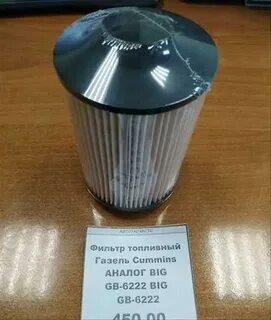 Фильтр топливный
Газель Cummins
АНАЛОГ BIG
GB-6222 BIG
GB-6222
450.00